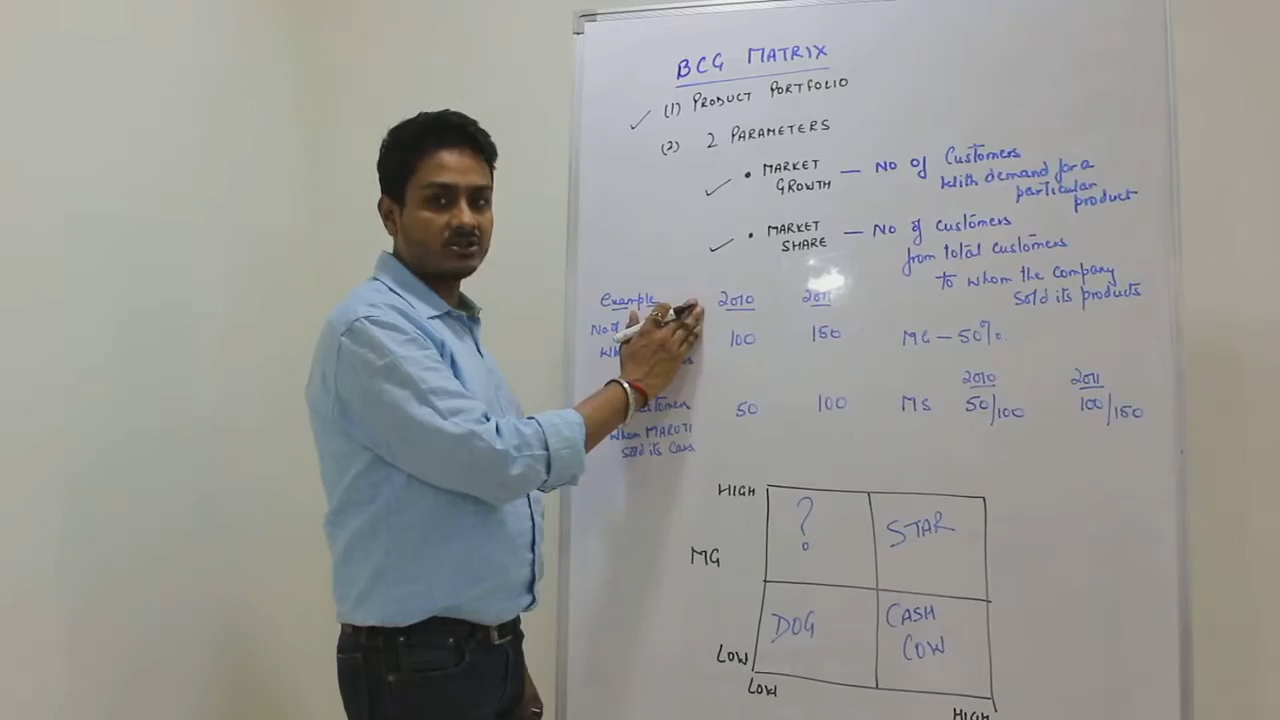 BCG MATRIX
(1) PRODUCT PORTFOLIO
(2) 2 PARAMETERS
• MARKET GROWTH — No of Customers
With demand for a
particular
product
• MARKET SHARE — No of customers
from total customers
to whom the company
sold its products
Example 2010 2011
No of 100 150 MG – 50%
50 100 MS 2010 50/100 2011 100/150
Whom MARUTI
sold its Cars
HIGH
? STAR
MG
DOG CASH COW
LOW
LOW
HIGH